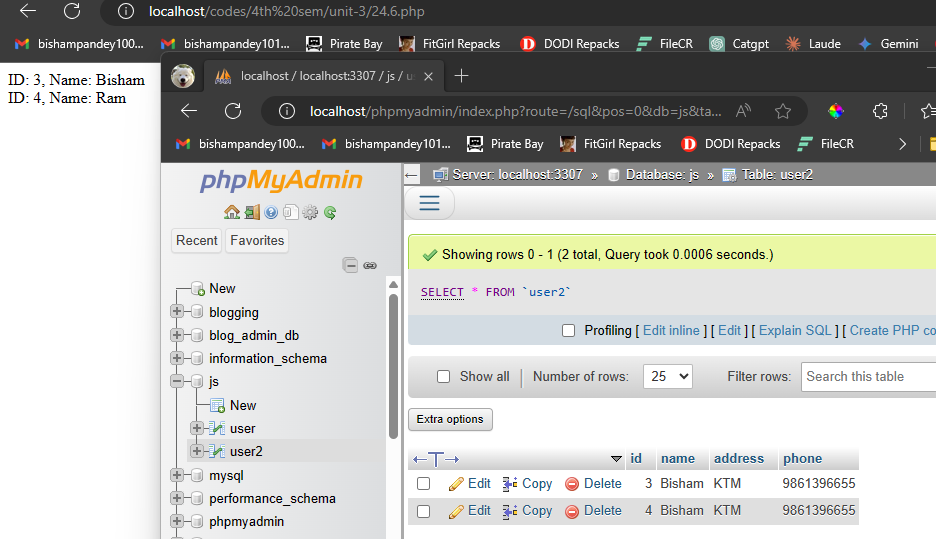 localhost/codes/4th%20sem/unit-3/24.6.php
bishampandey100... bishampandey101... Pirate Bay FitGirl Repacks DODI Repacks FileCR Catgpt Laude Gemini
ID: 3, Name: Bisham
ID: 4, Name: Ram
localhost / localhost:3307 / js / us
localhost/phpmyadmin/index.php?route=/sql&pos=0&db=js&ta...
bishampandey100... bishampandey101... Pirate Bay FitGirl Repacks DODI Repacks FileCR
phpMyAdmin
Recent Favorites
New
blogging
blog_admin_db
information_schema
js
New
user
user2
mysql
performance_schema
phpmyadmin
Server: localhost:3307 » Database: js » Table: user2
Showing rows 0 - 1 (2 total, Query took 0.0006 seconds.)
SELECT * FROM `user2`
Profiling [ Edit inline ] [ Edit ] [ Explain SQL ] [ Create PHP co
Show all Number of rows: 25 Filter rows: Search this table
Extra options
id name address phone
Edit Copy Delete 3 Bisham KTM 9861396655
Edit Copy Delete 4 Bisham KTM 9861396655